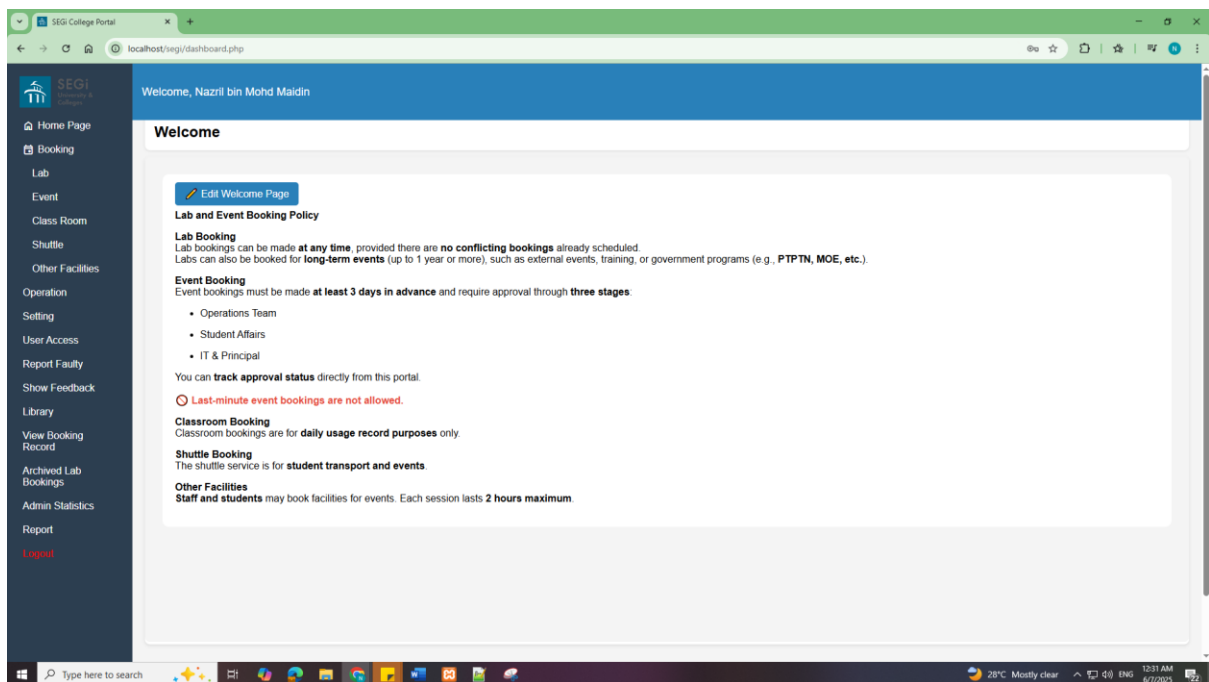 SEGi College Portal
localhost/segi/dashboard.php
SEGi
University &
Colleges
Welcome, Nazril bin Mohd Maidin
Home Page
Booking
Lab
Event
Class Room
Shuttle
Other Facilities
Operation
Setting
User Access
Report Faulty
Show Feedback
Library
View Booking
Record
Archived Lab
Bookings
Admin Statistics
Report
Logout
Welcome
Edit Welcome Page
Lab and Event Booking Policy
Lab Booking
Lab bookings can be made at any time, provided there are no conflicting bookings already scheduled.
Labs can also be booked for long-term events (up to 1 year or more), such as external events, training, or government programs (e.g., PTPTN, MOE, etc.).
Event Booking
Event bookings must be made at least 3 days in advance and require approval through three stages:
• Operations Team
• Student Affairs
• IT & Principal
You can track approval status directly from this portal.
Last-minute event bookings are not allowed.
Classroom Booking
Classroom bookings are for daily usage record purposes only.
Shuttle Booking
The shuttle service is for student transport and events.
Other Facilities
Staff and students may book facilities for events. Each session lasts 2 hours maximum.
Type here to search
28°C Mostly clear
ENG
12:31 AM
6/7/2025